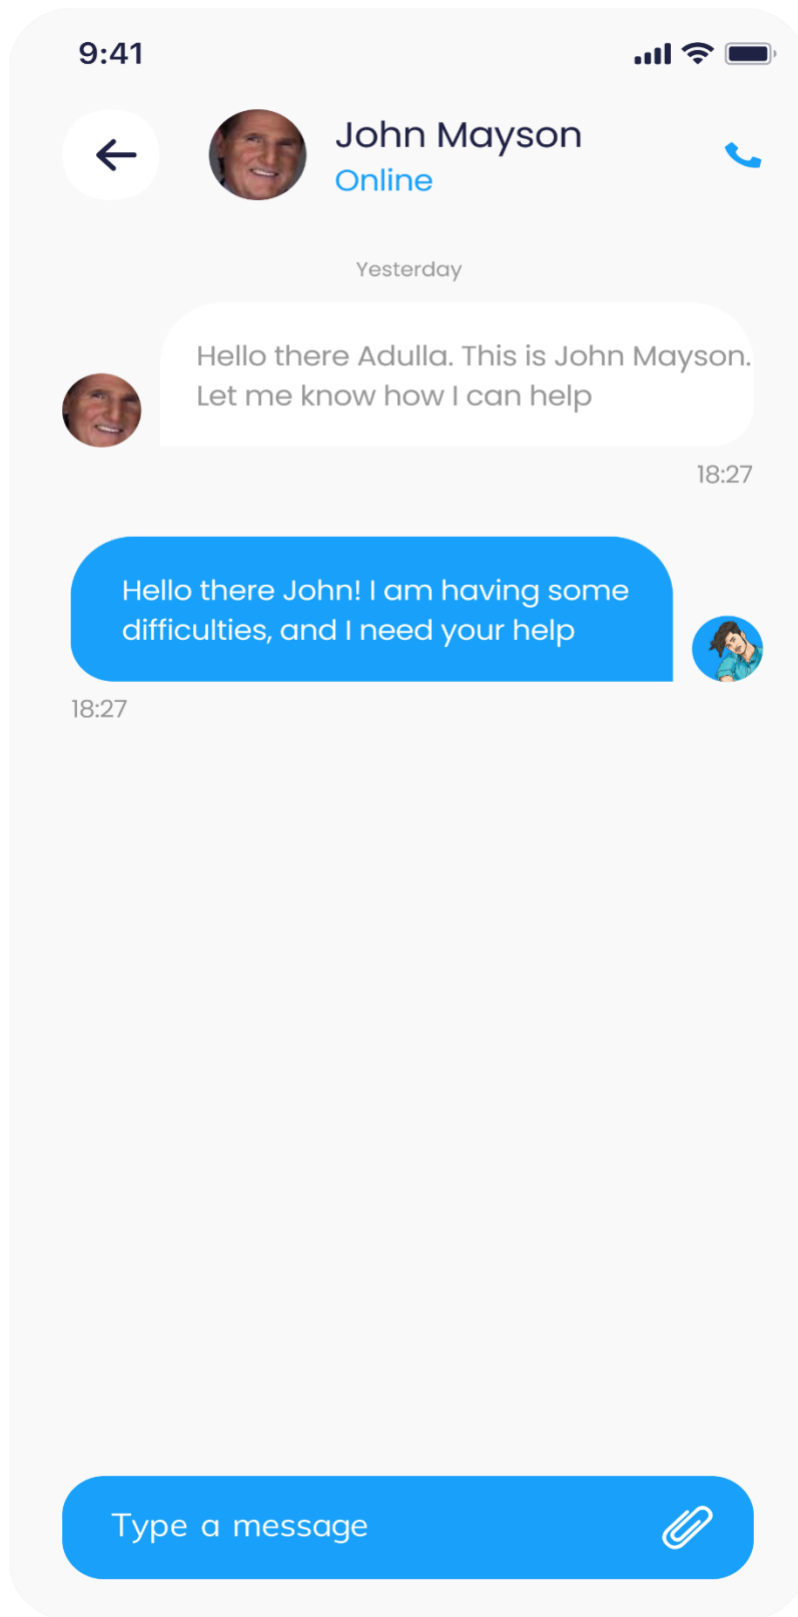 9:41
John Mayson
Online
Yesterday
Hello there Adulla. This is John Mayson.
Let me know how I can help
18:27
Hello there John! I am having some
difficulties, and I need your help
18:27
Type a message